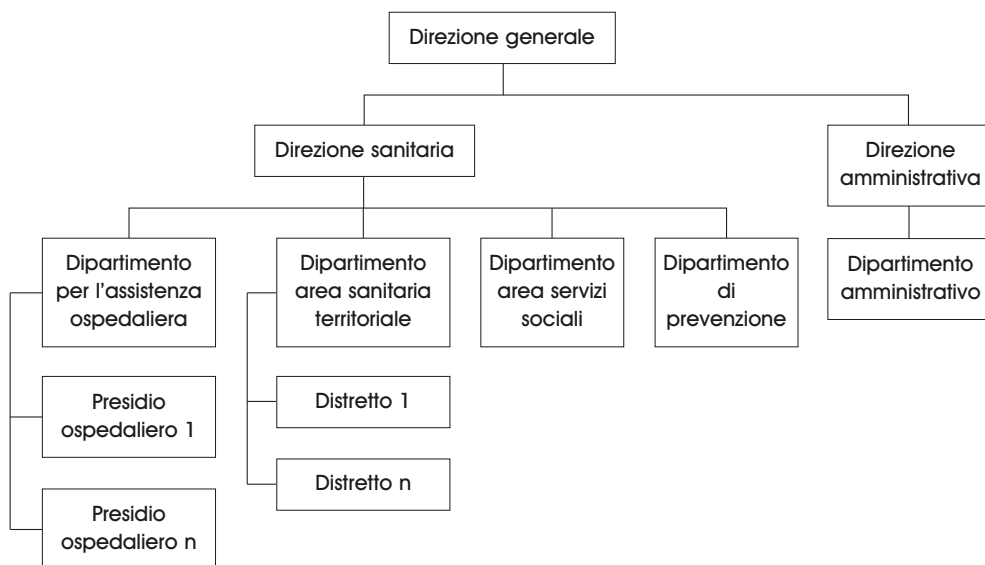 Direzione generale
Direzione sanitaria
Direzione
amministrativa
Dipartimento
per l'assistenza
ospedaliera
Dipartimento
area sanitaria
territoriale
Dipartimento
area servizi
sociali
Dipartimento
di
prevenzione
Dipartimento
amministrativo
Presidio
ospedaliero 1
Distretto 1
Presidio
ospedaliero n
Distretto n